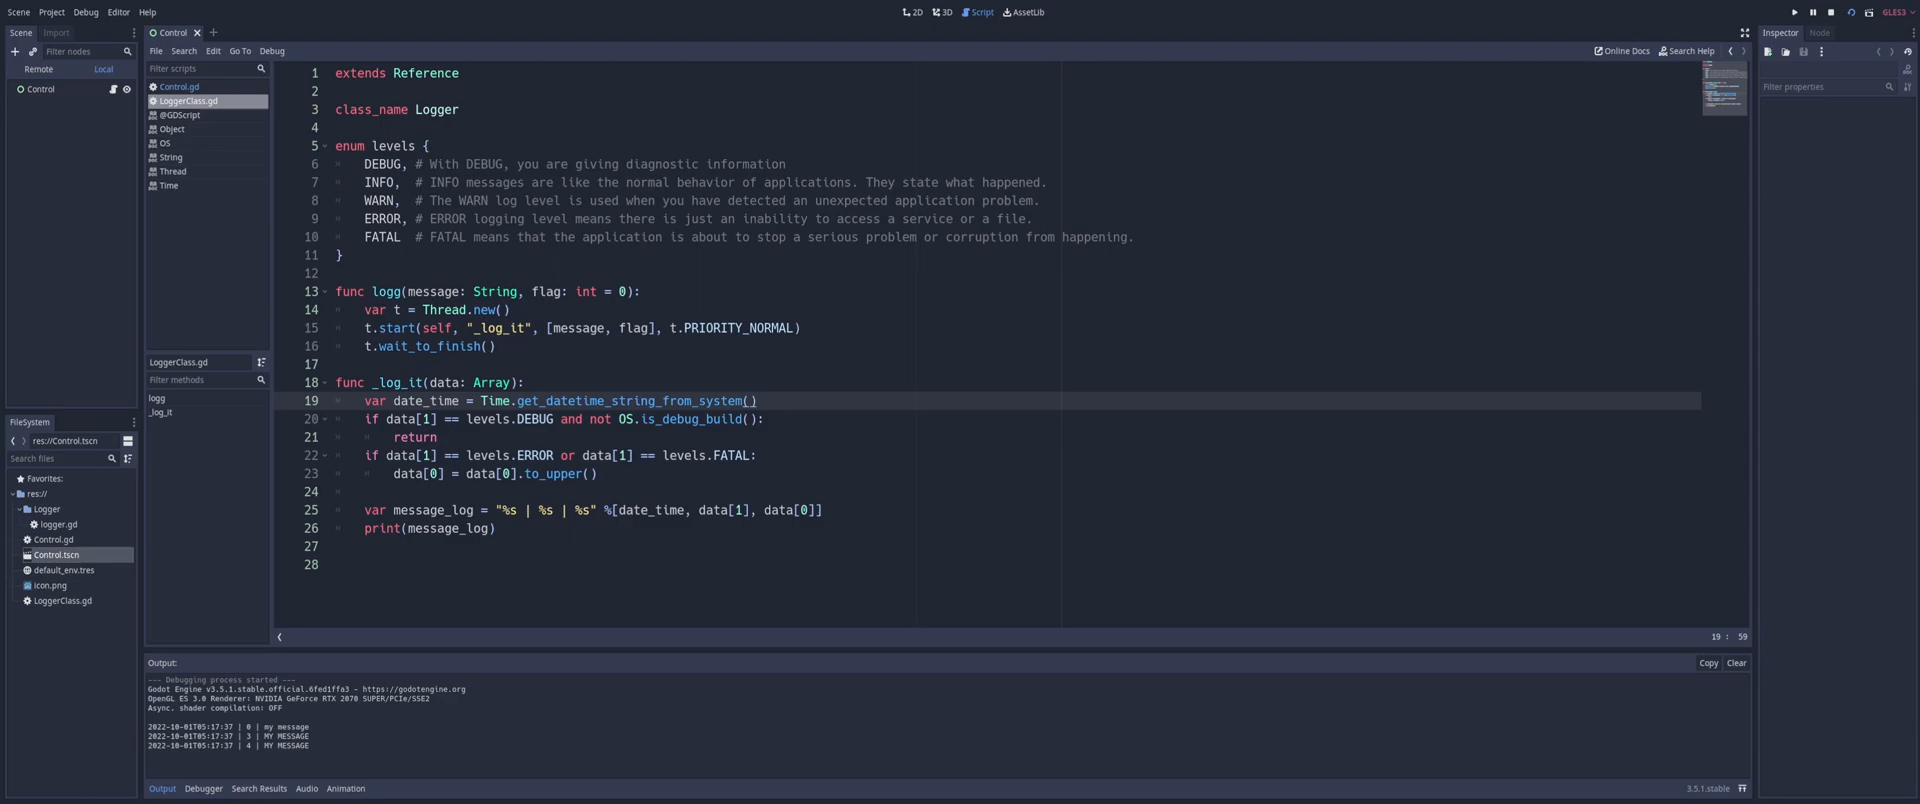 Scene Project Debug Editor Help
2D 3D Script AssetLib
GLES3
Scene Import
Filter nodes
Remote Local
Control
FileSystem
res://Control.tscn
Search files
Favorites:
res://
Logger
logger.gd
Control.gd
Control.tscn
default_env.tres
icon.png
LoggerClass.gd
Control
File Search Edit Go To Debug
Online Docs Search Help
Filter scripts
Control.gd
LoggerClass.gd
@GDScript
Object
OS
String
Thread
Time
LoggerClass.gd
Filter methods
logg
_log_it
1 extends Reference
2
3 class_name Logger
4
5 enum levels {
6 DEBUG, # With DEBUG, you are giving diagnostic information
7 INFO, # INFO messages are like the normal behavior of applications. They state what happened.
8 WARN, # The WARN log level is used when you have detected an unexpected application problem.
9 ERROR, # ERROR logging level means there is just an inability to access a service or a file.
10 FATAL # FATAL means that the application is about to stop a serious problem or corruption from happening.
11 }
12
13 func logg(message: String, flag: int = 0):
14 var t = Thread.new()
15 t.start(self, "_log_it", [message, flag], t.PRIORITY_NORMAL)
16 t.wait_to_finish()
17
18 func _log_it(data: Array):
19 var date_time = Time.get_datetime_string_from_system()
20 if data[1] == levels.DEBUG and not OS.is_debug_build():
21 return
22 if data[1] == levels.ERROR or data[1] == levels.FATAL:
23 data[0] = data[0].to_upper()
24
25 var message_log = "%s | %s | %s" %[date_time, data[1], data[0]]
26 print(message_log)
27
28
19 : 59
Output:
Copy Clear
--- Debugging process started ---
Godot Engine v3.5.1.stable.official.6fed1ffa3 - https://godotengine.org
OpenGL ES 3.0 Renderer: NVIDIA GeForce RTX 2070 SUPER/PCIe/SSE2
Async. shader compilation: OFF
2022-10-01T05:17:37 | 0 | my message
2022-10-01T05:17:37 | 3 | MY MESSAGE
2022-10-01T05:17:37 | 4 | MY MESSAGE
Output Debugger Search Results Audio Animation
3.5.1.stable
Inspector Node
Filter properties